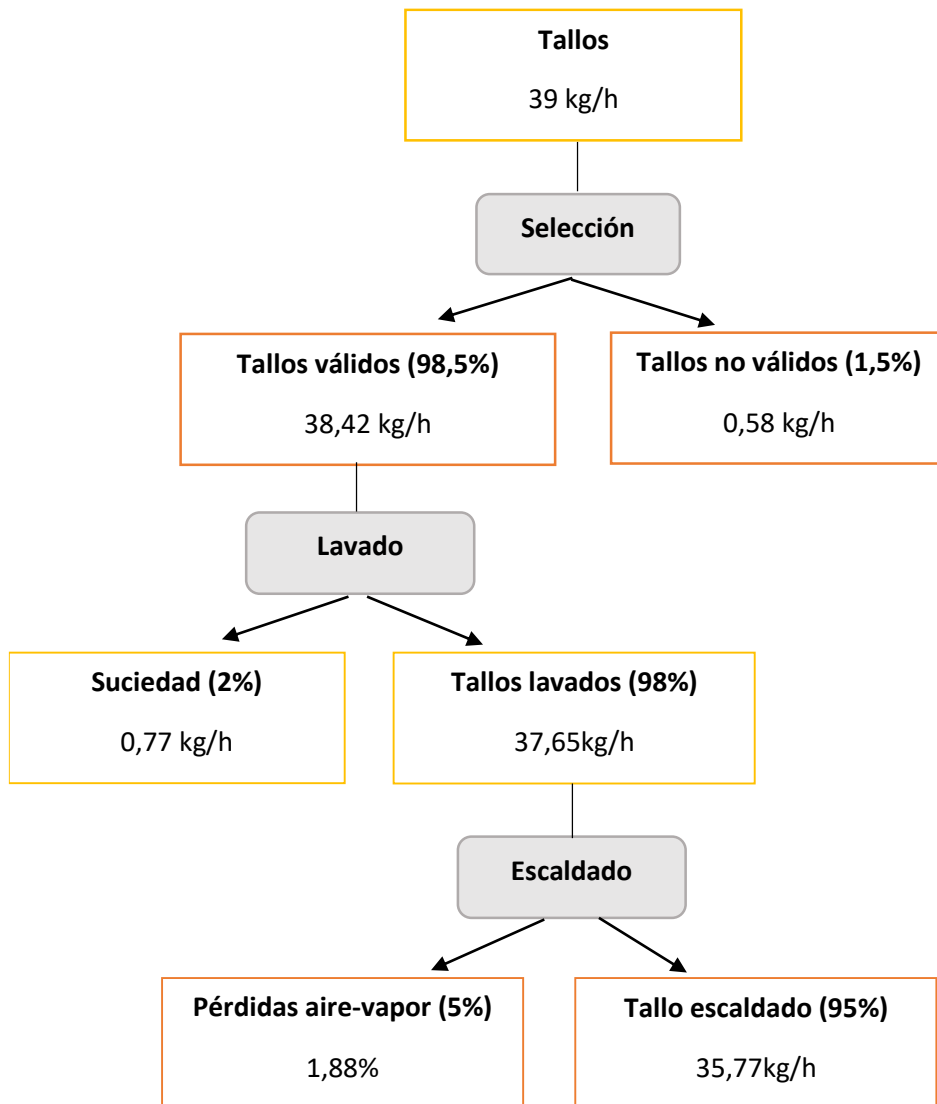 Tallos
39 kg/h
Selección
Tallos válidos (98,5%)
38,42 kg/h
Tallos no válidos (1,5%)
0,58 kg/h
Lavado
Suciedad (2%)
0,77 kg/h
Tallos lavados (98%)
37,65kg/h
Escaldado
Pérdidas aire-vapor (5%)
1,88%
Tallo escaldado (95%)
35,77kg/h